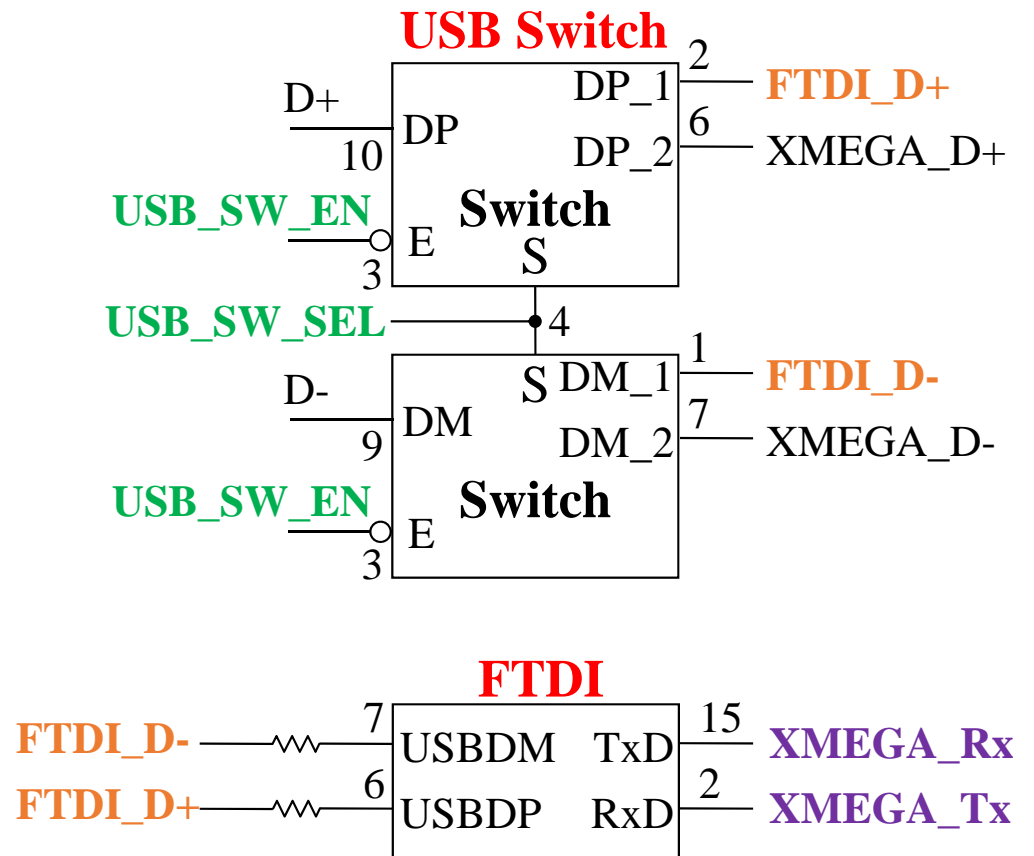 USB Switch
2
DP_1 FTDI_D+
D+
DP
10
6
DP_2 XMEGA_D+
USB_SW_EN
Switch
E
S
3
USB_SW_SEL
4
1
S DM_1 FTDI_D-
D-
DM
9
7
DM_2 XMEGA_D-
USB_SW_EN
Switch
E
3
FTDI
7 15
FTDI_D- USBDM TxD XMEGA_Rx
6 2
FTDI_D+ USBDP RxD XMEGA_Tx